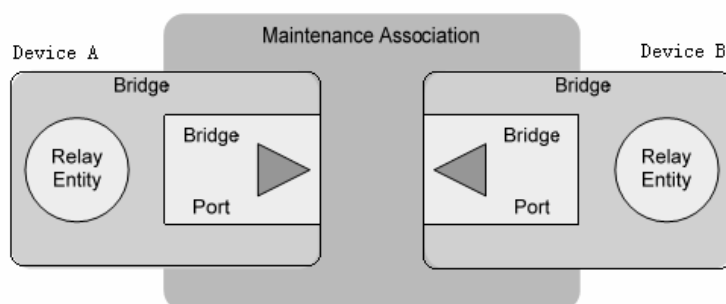 Maintenance Association
Device A
Device B
Bridge
Bridge
Relay
Entity
Bridge
Port
Bridge
Port
Relay
Entity